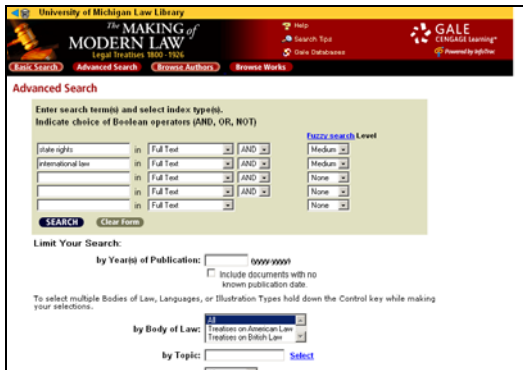 University of Michigan Law Library
The MAKING of
MODERN LAW
Legal Treatises 1800 - 1926
Help
Search Tips
Gale Databases
GALE
CENGAGE Learning
Powered by InfoTrac
Basic Search
Advanced Search
Browse Authors
Browse Works
Advanced Search
Enter search term(s) and select index type(s).
Indicate choice of Boolean operators (AND, OR, NOT)
Fuzzy search Level
state rights in Full Text AND Medium
international law in Full Text AND Medium
in Full Text AND None
in Full Text AND None
in Full Text None
SEARCH Clear Form
Limit Your Search:
by Year(s) of Publication: (yyyy-yyyy)
Include documents with no
known publication date.
To select multiple Bodies of Law, Languages, or Illustration Types hold down the Control key while making
your selections.
by Body of Law: All
Treatises on American Law
Treatises on British Law
by Topic: Select